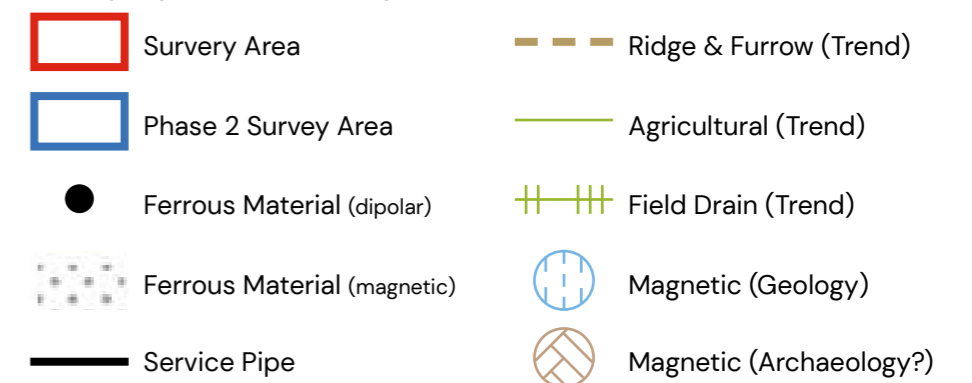 Survery Area
Phase 2 Survey Area
Ferrous Material (dipolar)
Ferrous Material (magnetic)
Service Pipe
Ridge & Furrow (Trend)
Agricultural (Trend)
Field Drain (Trend)
Magnetic (Geology)
Magnetic (Archaeology?)